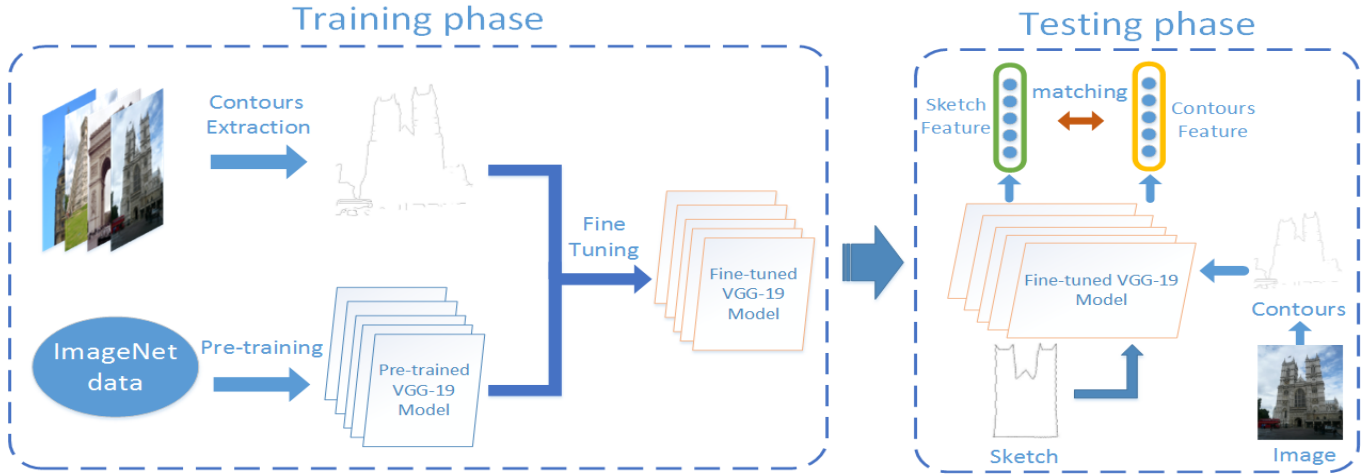 Training phase
Contours
Extraction
Fine
Tuning
Fine-tuned
VGG-19
Model
ImageNet
data
Pre-training
Pre-trained
VGG-19
Model
Testing phase
Sketch
Feature
matching
Contours
Feature
Fine-tuned VGG-19
Model
Contours
Sketch
Image